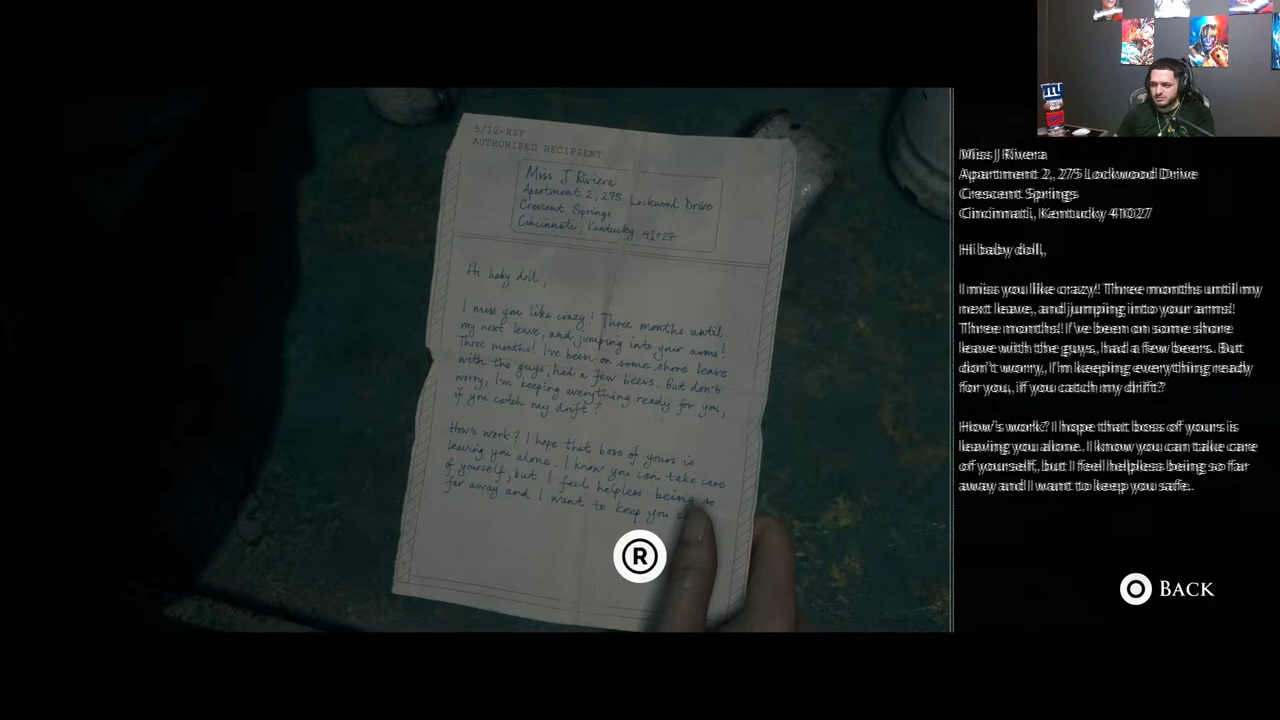 5/12-XZF
AUTHORIZED RECIPIENT
Miss J Riviera
Apartment 2, 275 Lockwood Drive
Crescent Springs
Cincinnati, Kentucky 41027
Hi baby doll,
I miss you like crazy! Three months until
my next leave, and jumping into your arms!
Three months! I've been on some shore leave
with the guys, had a few beers. But don't
worry, I'm keeping everything ready for you,
if you catch my drift?
How's work? I hope that boss of yours is
leaving you alone. I know you can take care
of yourself, but I feel helpless being so
far away and I want to keep you
R
Miss J Rivera
Apartment 2, 275 Lockwood Drive
Crescent Springs
Cincinnati, Kentucky 41027
Hi baby doll,
I miss you like crazy! Three months until my
next leave, and jumping into your arms!
Three months! I've been on some shore
leave with the guys, had a few beers. But
don't worry, I'm keeping everything ready
for you, if you catch my drift?
How's work? I hope that boss of yours is
leaving you alone. I know you can take care
of yourself, but I feel helpless being so far
away and I want to keep you safe.
BACK